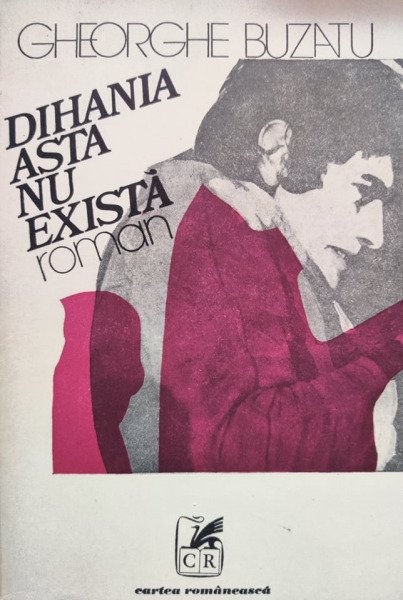 GHEORGHE BUZATU
DIHANIA
ASTA
NU
EXISTĂ
roman
CR
cartea românească